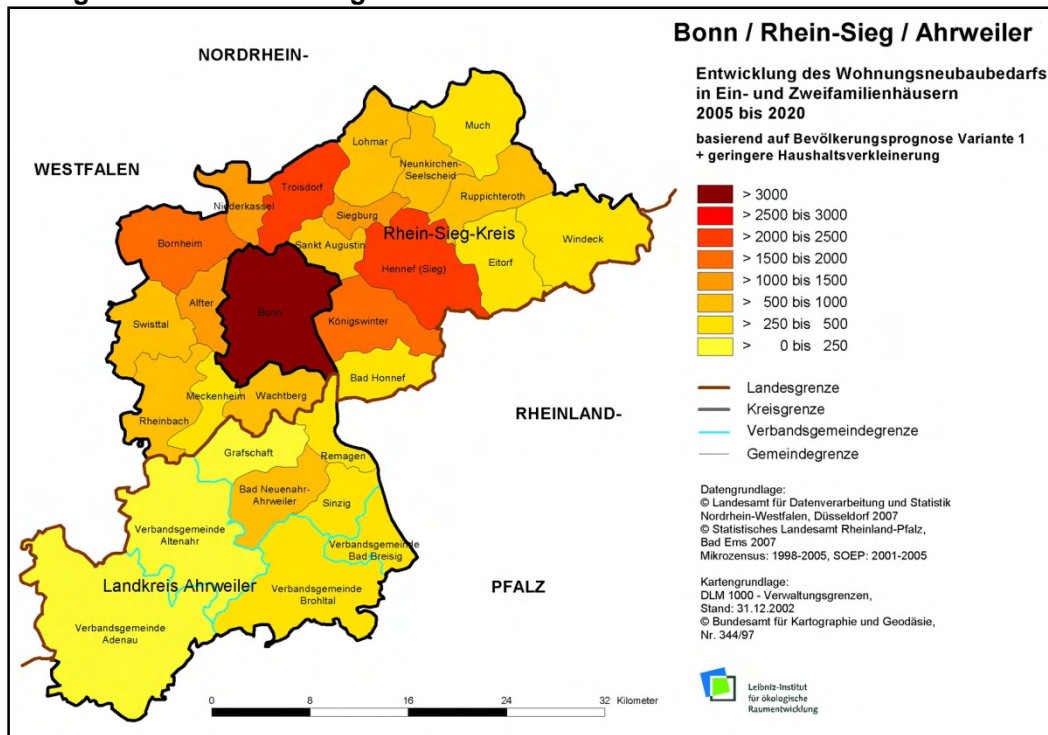 Bonn / Rhein-Sieg / Ahrweiler
Entwicklung des Wohnungsneubaubedarfs
in Ein- und Zweifamilienhäusern
2005 bis 2020
basierend auf Bevölkerungsprognose Variante 1
+ geringere Haushaltsverkleinerung
> 3000
> 2500 bis 3000
> 2000 bis 2500
> 1500 bis 2000
> 1000 bis 1500
> 500 bis 1000
> 250 bis 500
> 0 bis 250
Landesgrenze
Kreisgrenze
Verbandsgemeindegrenze
Gemeindegrenze
Datengrundlage:
© Landesamt für Datenverarbeitung und Statistik
Nordrhein-Westfalen, Düsseldorf 2007
© Statistisches Landesamt Rheinland-Pfalz,
Bad Ems 2007
Mikrozensus: 1998-2005, SOEP: 2001-2005
Kartengrundlage:
DLM 1000 - Verwaltungsgrenzen,
Stand: 31.12.2002
© Bundesamt für Kartographie und Geodäsie,
Nr. 344/97
Leibniz-Institut
für ökologische
Raumentwicklung
NORDRHEIN-
WESTFALEN
RHEINLAND-
PFALZ
Much
Lohmar
Neunkirchen-
Seelscheid
Troisdorf
Ruppichteroth
Niederkassel
Siegburg
Rhein-Sieg-Kreis
Windeck
Bornheim
Sankt Augustin
Eitorf
Hennef (Sieg)
Alfter
Bonn
Königswinter
Swisttal
Bad Honnef
Meckenheim
Wachtberg
Rheinbach
Grafschaft
Remagen
Bad Neuenahr-
Ahrweiler
Sinzig
Verbandsgemeinde
Altenahr
Verbandsgemeinde
Bad Breisig
Landkreis Ahrweiler
Verbandsgemeinde
Brohltal
Verbandsgemeinde
Adenau
0 8 16 24 32 Kilometer